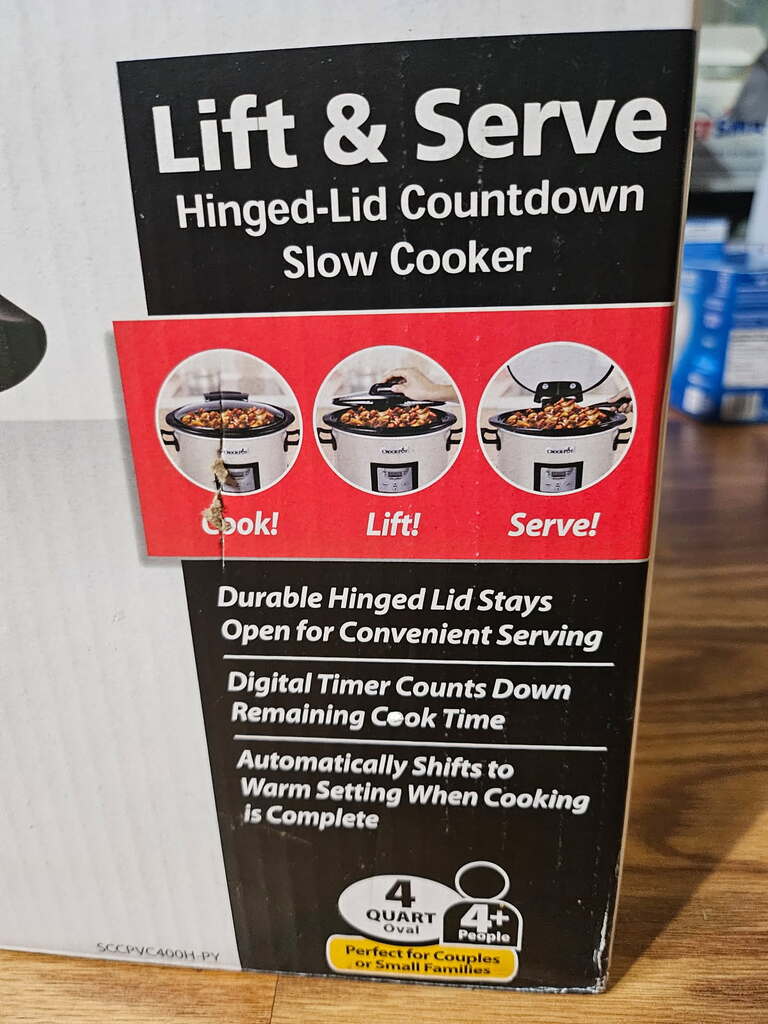 Lift & Serve
Hinged-Lid Countdown
Slow Cooker
Cook!
Lift!
Serve!
Durable Hinged Lid Stays
Open for Convenient Serving
Digital Timer Counts Down
Remaining Cook Time
Automatically Shifts to
Warm Setting When Cooking
is Complete
4
QUART
Oval
4+
People
Perfect for Couples
or Small Families
SCCPVC400H-PY